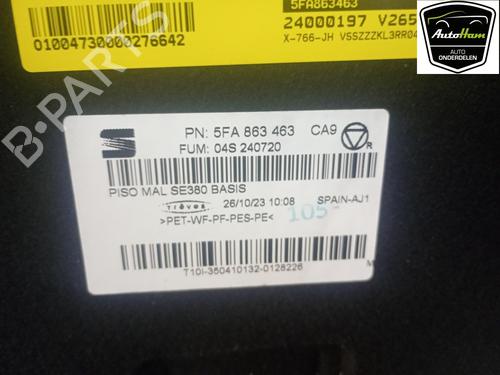 5FA863463
24000197 V265
X-766-JH VSSZZZKL3RR04
01004730000276642
AutoHam
AUTO
ONDERDELEN
B-PARTS
PN: 5FA 863 463 CA9
R
FUM: 04S 240720
PISO MAL SE380 BASIS
Trèves 26/10/23 10:08 SPAIN-AJ1
>PET-WF-PF-PES-PE< 105
T10I-350410132-0128226
M